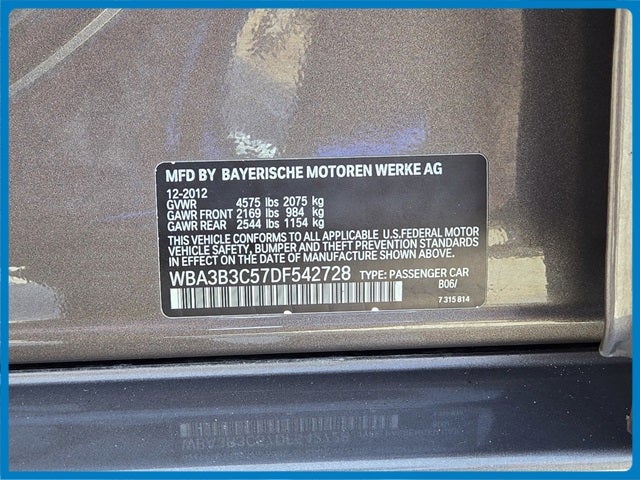 MFD BY BAYERISCHE MOTOREN WERKE AG
12-2012
GVWR 4575 lbs 2075 kg
GAWR FRONT 2169 lbs 984 kg
GAWR REAR 2544 lbs 1154 kg
THIS VEHICLE CONFORMS TO ALL APPLICABLE U.S.FEDERAL MOTOR
VEHICLE SAFETY, BUMPER AND THEFT PREVENTION STANDARDS
IN EFFECT ON THE DATE OF MANUFACTURE SHOWN ABOVE.
WBA3B3C57DF542728 TYPE: PASSENGER CAR
B06/
7 315 814